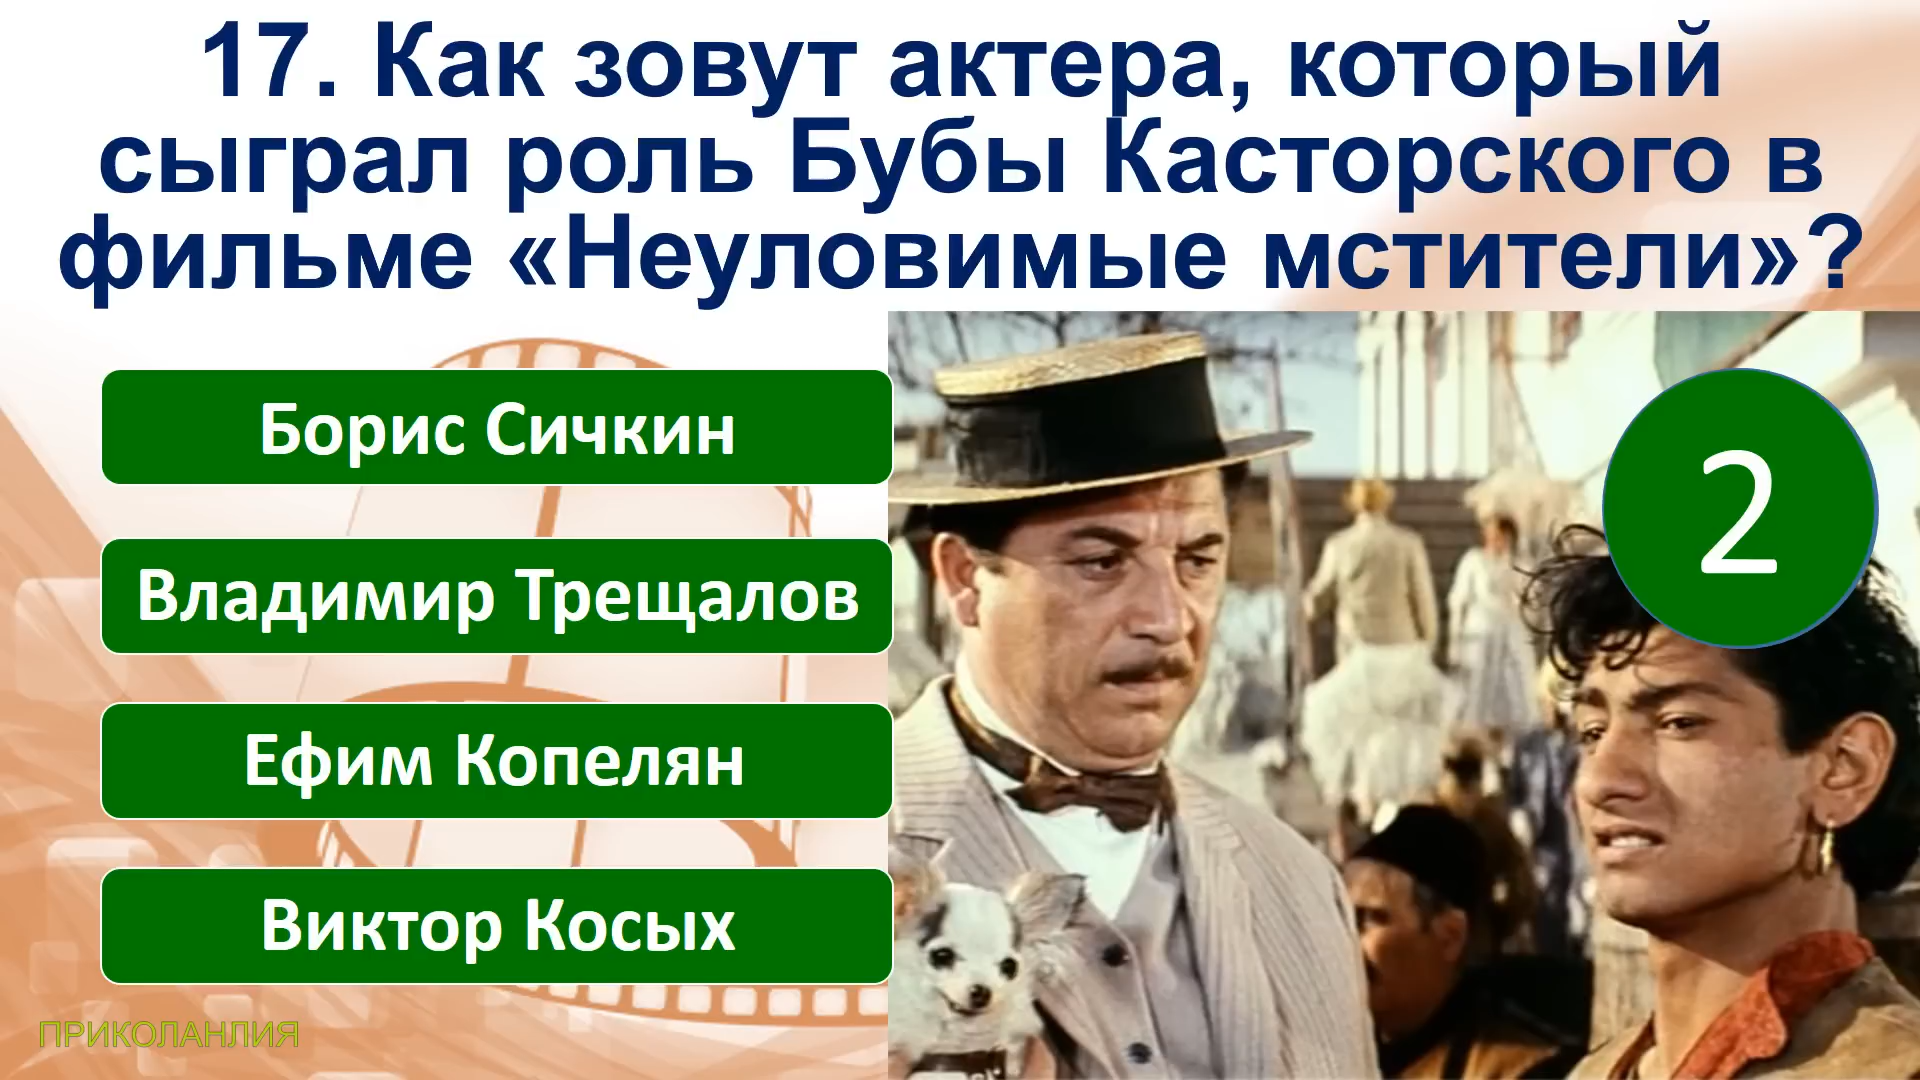 17. Как зовут актера, который
сыграл роль Бубы Касторского в
фильме «Неуловимые мстители»?
Борис Сичкин
2
Владимир Трещалов
Ефим Копелян
Виктор Косых
ПРИКОЛАНЛИЯ